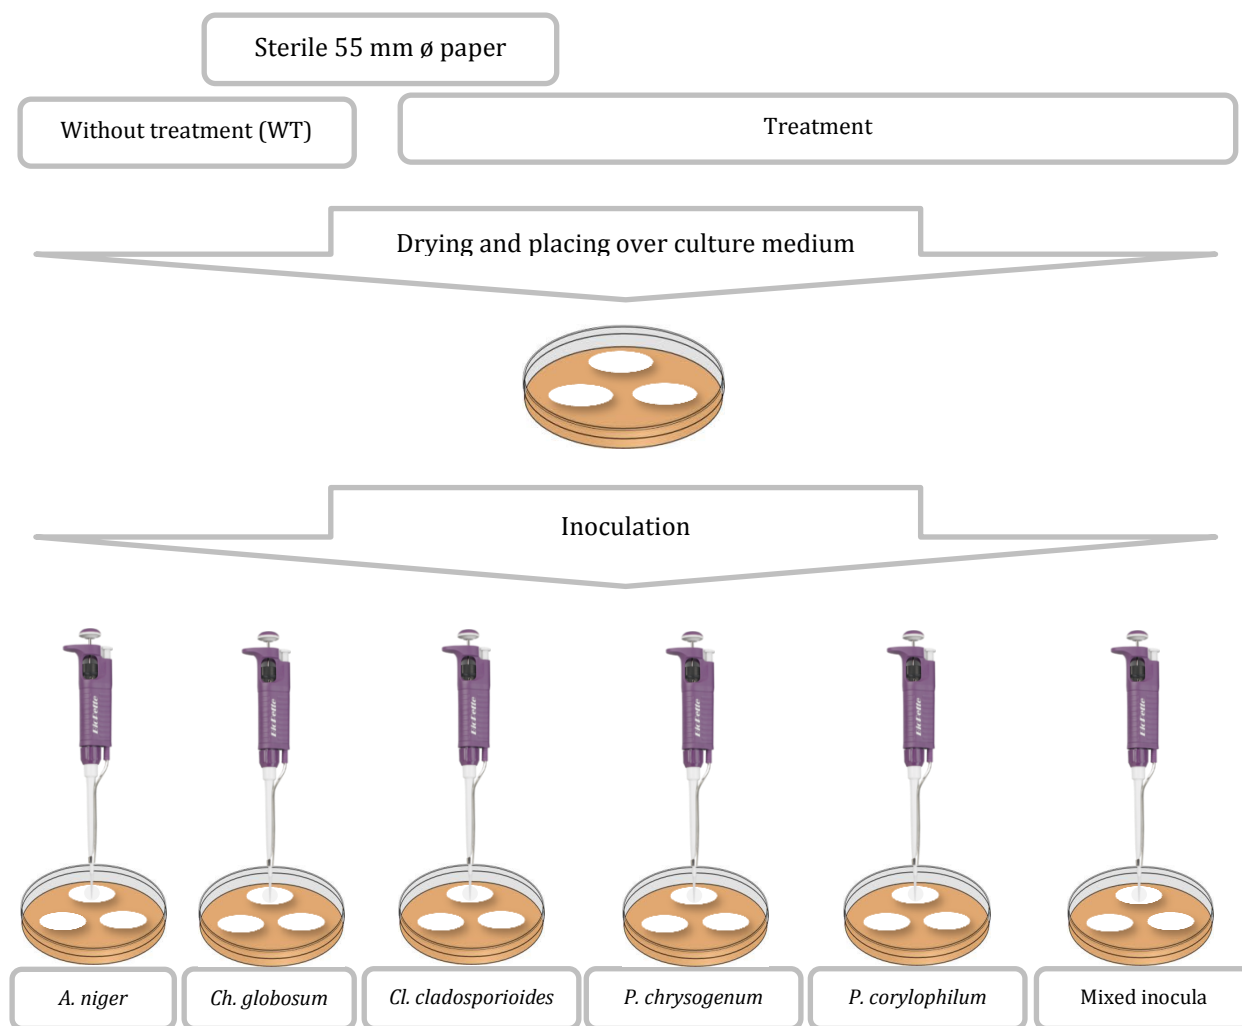 Sterile 55 mm ø paper
Without treatment (WT)
Treatment
Drying and placing over culture medium
Inoculation
A. niger
Ch. globosum
Cl. cladosporioides
P. chrysogenum
P. corylophilum
Mixed inocula